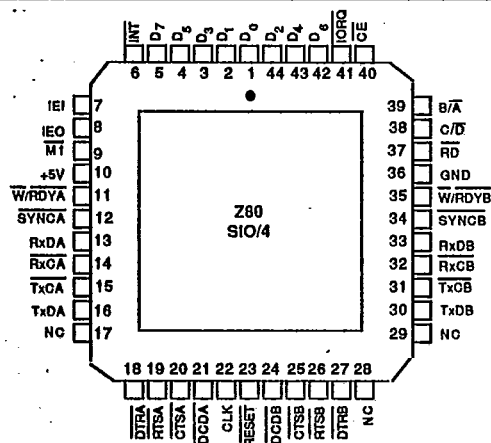 INT D7 D5 D3 D1 D0 D2 D4 D6 IORQ CE
6 5 4 3 2 1 44 43 42 41 40
IEI 7 39 B/A
IEO 8 38 C/D
M1 9 37 RD
+5V 10 36 GND
W/RDYA 11 35 W/RDYB
SYNCA 12 34 SYNCB
RxDA 13 33 RxDB
RxCA 14 32 RxCB
TxCA 15 31 TxCB
TxDA 16 30 TxDB
NC 17 29 NC
Z80
SIO/4
18 19 20 21 22 23 24 25 26 27 28
DTRA RTSA CTSA DCDA CLK RESET DCDB CTSB RTSB DTRB NC